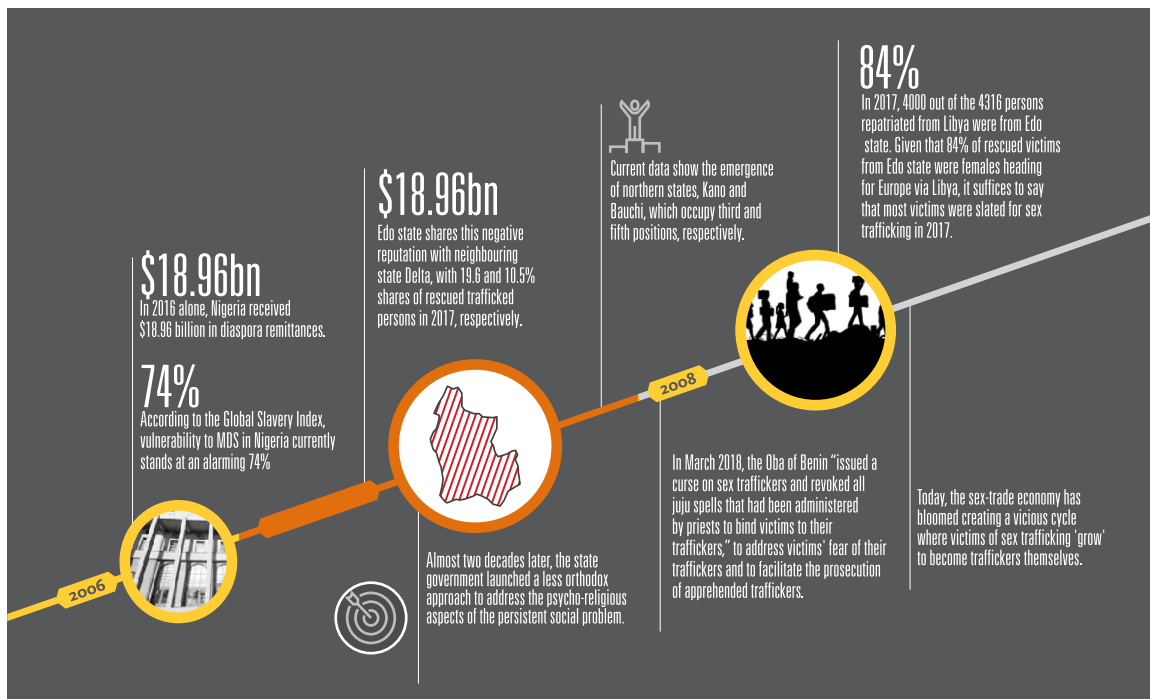 $18.96bn
In 2016 alone, Nigeria received
$18.96 billion in diaspora remittances.
74%
According to the Global Slavery Index,
vulnerability to MDS in Nigeria currently
stands at an alarming 74%
2006
$18.96bn
Edo state shares this negative
reputation with neighbouring
state Delta, with 19.6 and 10.5%
shares of rescued trafficked
persons in 2017, respectively.
Almost two decades later, the state
government launched a less orthodox
approach to address the psycho-religious
aspects of the persistent social problem.
Current data show the emergence
of northern states, Kano and
Bauchi, which occupy third and
fifth positions, respectively.
2008
In March 2018, the Oba of Benin “issued a
curse on sex traffickers and revoked all
juju spells that had been administered
by priests to bind victims to their
traffickers,” to address victims' fear of their
traffickers and to facilitate the prosecution
of apprehended traffickers.
84%
In 2017, 4000 out of the 4316 persons
repatriated from Libya were from Edo
state. Given that 84% of rescued victims
from Edo state were females heading
for Europe via Libya, it suffices to say
that most victims were slated for sex
trafficking in 2017.
Today, the sex-trade economy has
bloomed creating a vicious cycle
where victims of sex trafficking 'grow'
to become traffickers themselves.